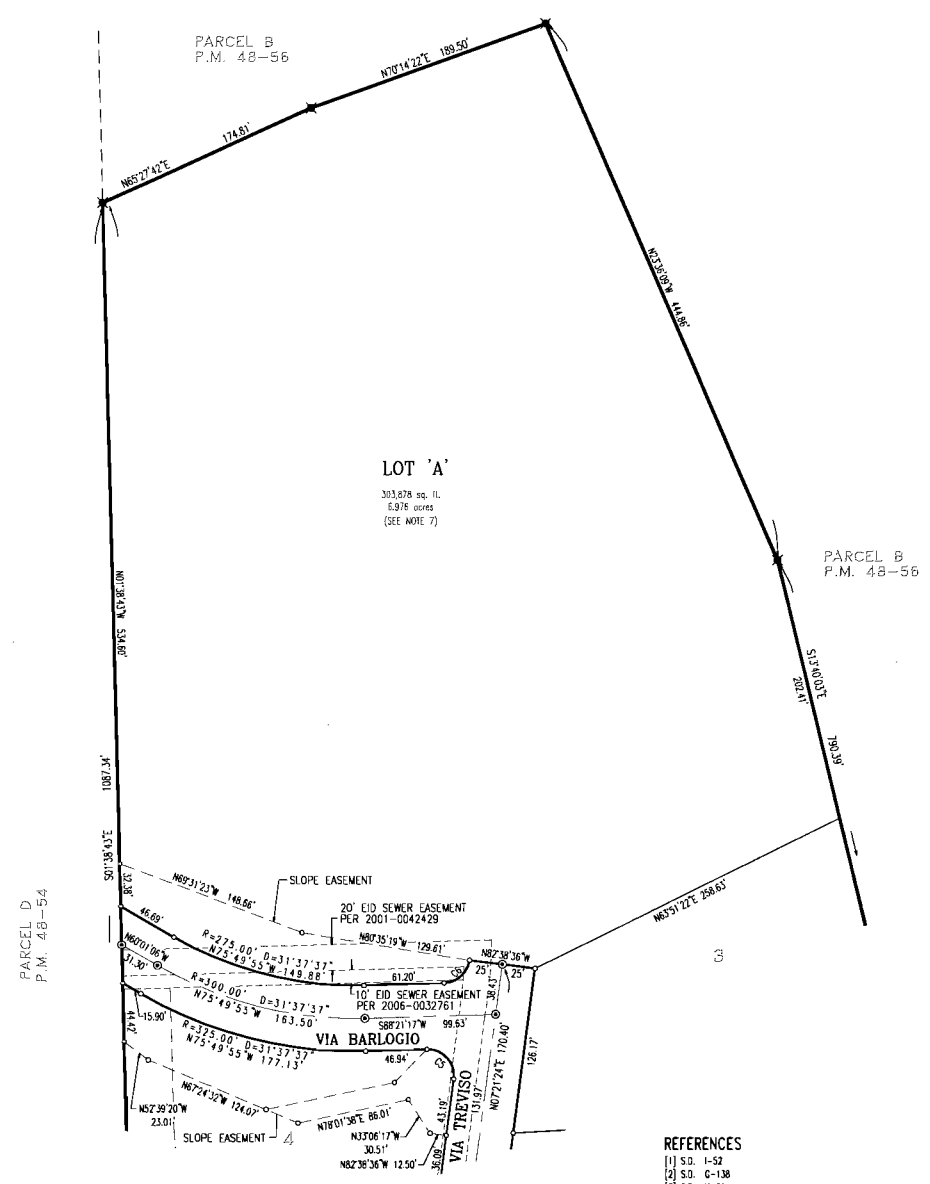 PARCEL B
P.M. 48-56
N70°14'22"E 189.50'
174.81'
N65°27'42"E
N23°36'09"W 444.86'
LOT 'A'
303,878 sq. ft.
6.976 acres
(SEE NOTE 7)
PARCEL B
P.M. 48-56
N01°38'43"W 534.60'
S13°40'03"E
202.41'
790.39'
1087.34'
S01°38'43"E
32.38'
N69°31'23"W 148.66'
SLOPE EASEMENT
N63°51'22"E 258.63'
PARCEL D
P.M. 48-54
20' EID SEWER EASEMENT
PER 2001-0042429
46.69'
R=275.00' D=31°37'37"
N75°49'55"W 149.88'
N80°35'19"W 129.61'
N82°38'36"W
3
N60°01'06"W
31.30'
61.20'
C6
25'
25'
R=300.00' D=31°37'37"
N75°49'55"W
163.50'
10' EID SEWER EASEMENT
PER 2006-0032761
38.43'
S88°21'17"W 99.63'
15.90'
44.42'
R=325.00' D=31°37'37"
N75°49'55"W 177.13'
VIA BARLOGIO
46.94'
C5
N07°21'24"E 170.40'
126.17'
131.97'
43.19'
VIA TREVISO
N67°24'32"W 124.07'
N52°39'20"W
23.01'
N78°01'38"E 86.01'
SLOPE EASEMENT
4
N33°06'17"W
30.51'
N82°38'36"W 12.50'
36.09'
REFERENCES
[1] S.D. I-52
[2] S.D. G-138